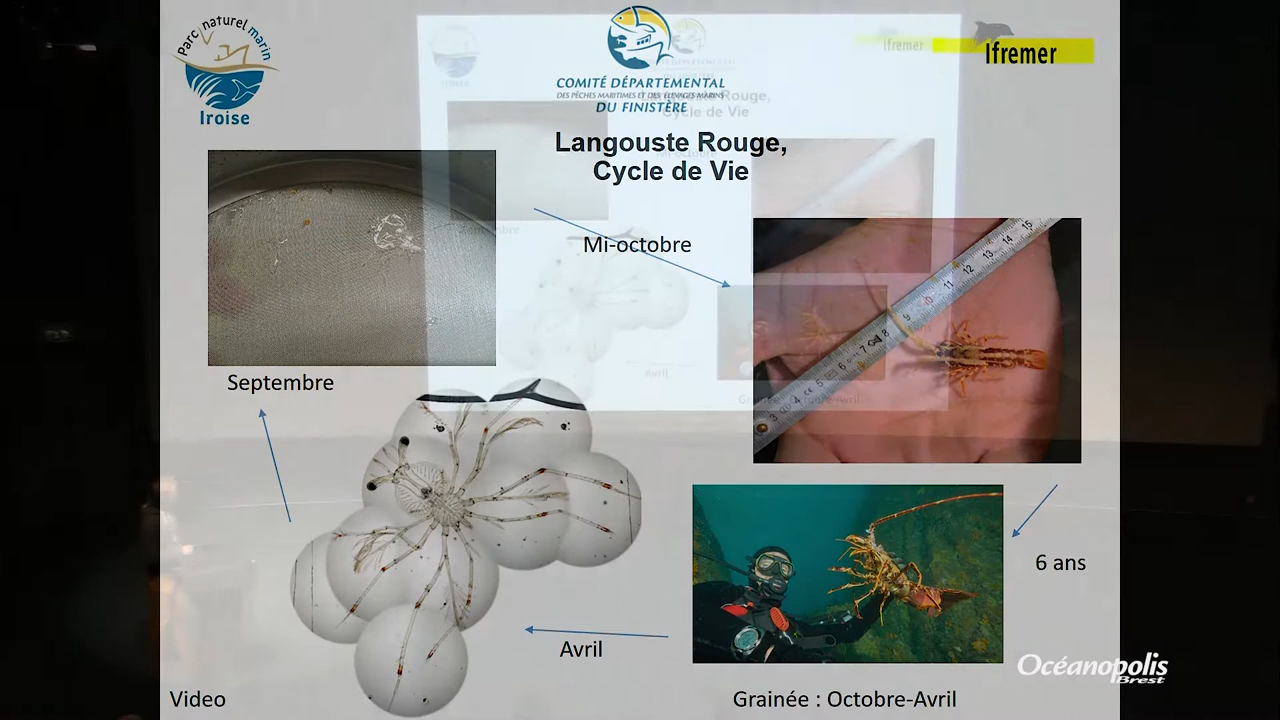 Parc naturel marin
Iroise
COMITÉ DÉPARTEMENTAL
DES PÊCHES MARITIMES ET DES ÉLEVAGES MARINS
DU FINISTÈRE
Ifremer
Langouste Rouge,
Cycle de Vie
Mi-octobre
Septembre
6 ans
Avril
Video
Grainée : Octobre-Avril
Océanopolis
Brest